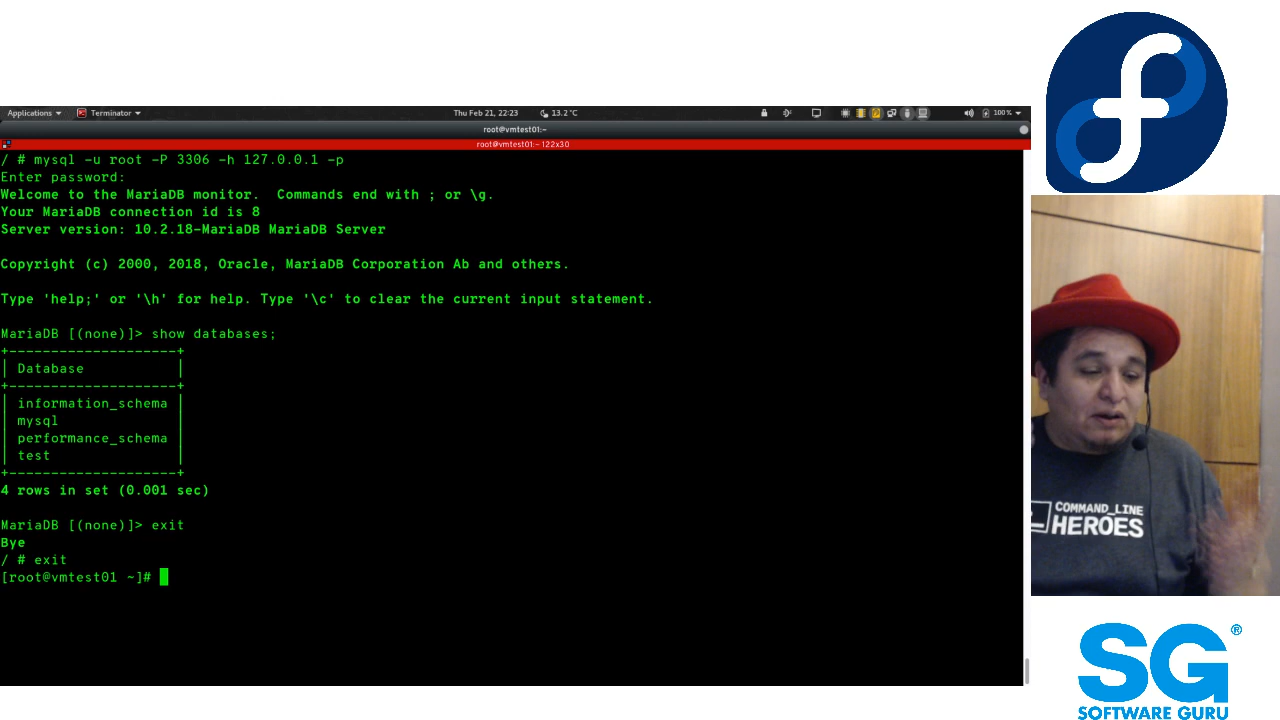 Applications
Terminator
Thu Feb 21, 22:23
13.2°C
100%
root@vmtest01:~
root@vmtest01:~ 122x30
/ # mysql -u root -P 3306 -h 127.0.0.1 -p
Enter password:
Welcome to the MariaDB monitor.  Commands end with ; or \g.
Your MariaDB connection id is 8
Server version: 10.2.18-MariaDB MariaDB Server
Copyright (c) 2000, 2018, Oracle, MariaDB Corporation Ab and others.
Type 'help;' or '\h' for help. Type '\c' to clear the current input statement.
MariaDB [(none)]> show databases;
+--------------------+
| Database           |
+--------------------+
| information_schema |
| mysql              |
| performance_schema |
| test               |
+--------------------+
4 rows in set (0.001 sec)
MariaDB [(none)]> exit
Bye
/ # exit
[root@vmtest01 ~]#
COMMAND_LINE
HEROES
SG®
SOFTWARE GURU